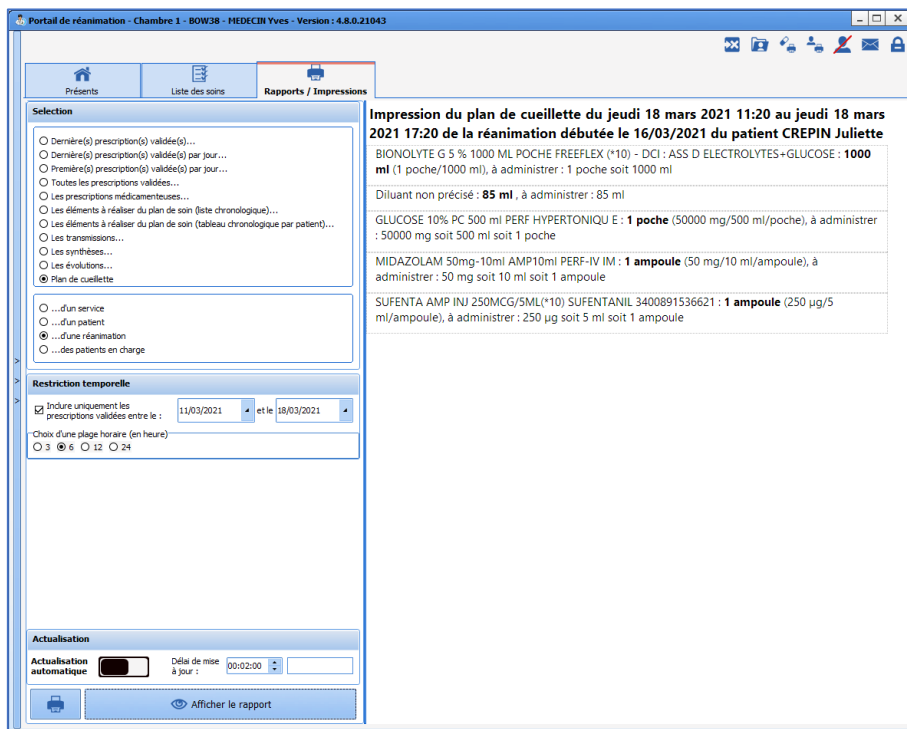 Portail de réanimation - Chambre 1 - BOW38 - MEDECIN Yves - Version : 4.8.0.21043
Présents
Liste des soins
Rapports / Impressions
Selection
Dernière(s) prescription(s) validée(s)...
Dernière(s) prescription(s) validée(s) par jour...
Première(s) prescription(s) validée(s) par jour...
Toutes les prescriptions validées...
Les prescriptions médicamenteuses...
Les éléments à réaliser du plan de soin (liste chronologique)...
Les éléments à réaliser du plan de soin (tableau chronologique par patient)...
Les transmissions...
Les synthèses...
Les évolutions...
Plan de cueillette
...d'un service
...d'un patient
...d'une réanimation
...des patients en charge
>
>
>
Restriction temporelle
Inclure uniquement les
prescriptions validées entre le :
11/03/2021
et le
18/03/2021
Choix d'une plage horaire (en heure)
3 6 12 24
Actualisation
Actualisation
automatique
Délai de mise
à jour :
00:02:00
Afficher le rapport
Impression du plan de cueillette du jeudi 18 mars 2021 11:20 au jeudi 18 mars
2021 17:20 de la réanimation débutée le 16/03/2021 du patient CREPIN Juliette
BIONOLYTE G 5 % 1000 ML POCHE FREEFLEX (*10) - DCI : ASS D ELECTROLYTES+GLUCOSE : 1000
ml (1 poche/1000 ml), à administrer : 1 poche soit 1000 ml
Diluant non précisé : 85 ml , à administrer : 85 ml
GLUCOSE 10% PC 500 ml PERF HYPERTONIQU E : 1 poche (50000 mg/500 ml/poche), à administrer
: 50000 mg soit 500 ml soit 1 poche
MIDAZOLAM 50mg-10ml AMP10ml PERF-IV IM : 1 ampoule (50 mg/10 ml/ampoule), à
administrer : 50 mg soit 10 ml soit 1 ampoule
SUFENTA AMP INJ 250MCG/5ML(*10) SUFENTANIL 3400891536621 : 1 ampoule (250 µg/5
ml/ampoule), à administrer : 250 µg soit 5 ml soit 1 ampoule